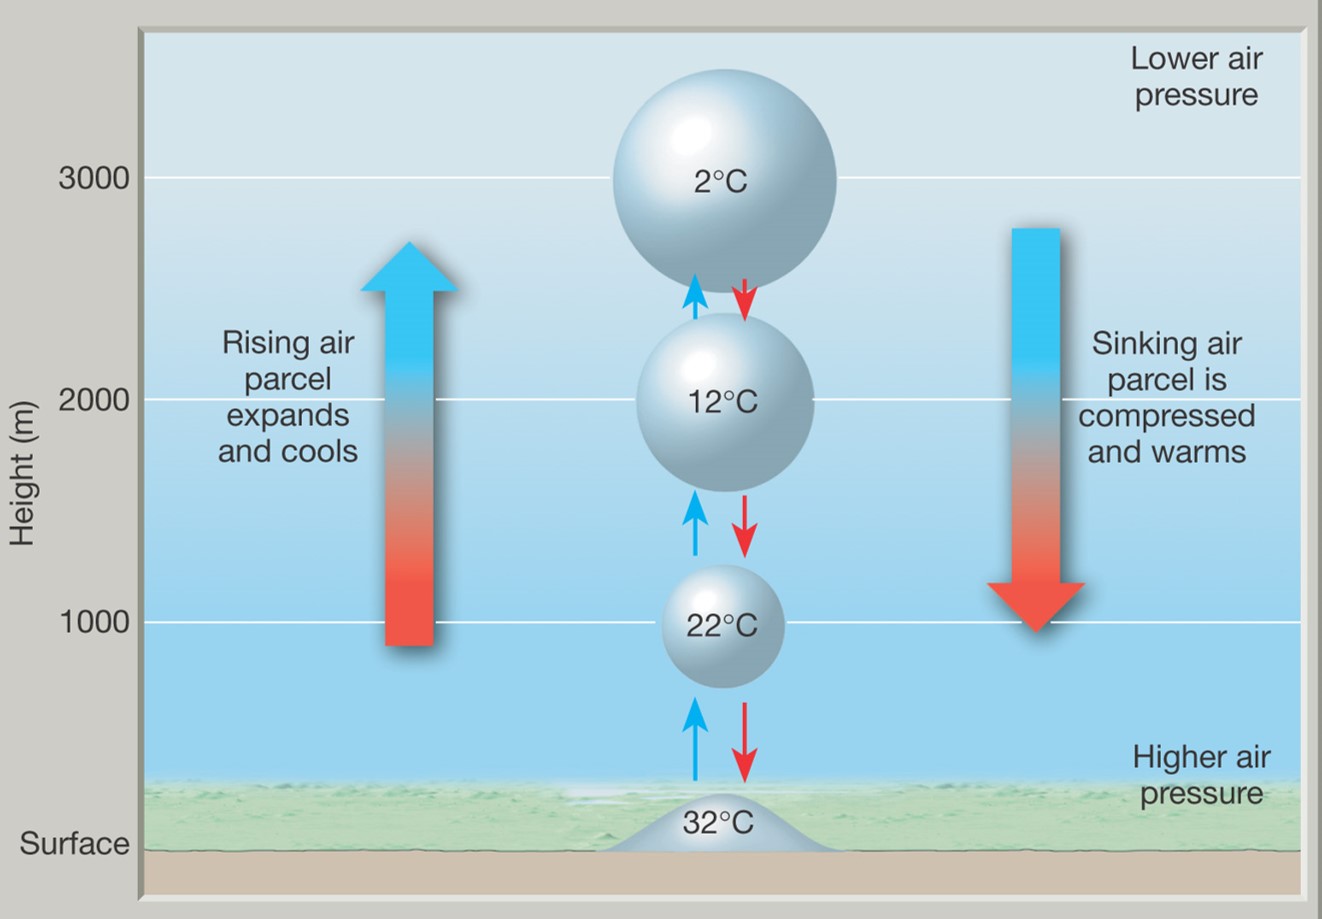 Lower air
pressure
3000
2°C
Rising air
parcel
expands
and cools
Sinking air
parcel is
compressed
and warms
2000
12°C
Height (m)
1000
22°C
Higher air
pressure
32°C
Surface